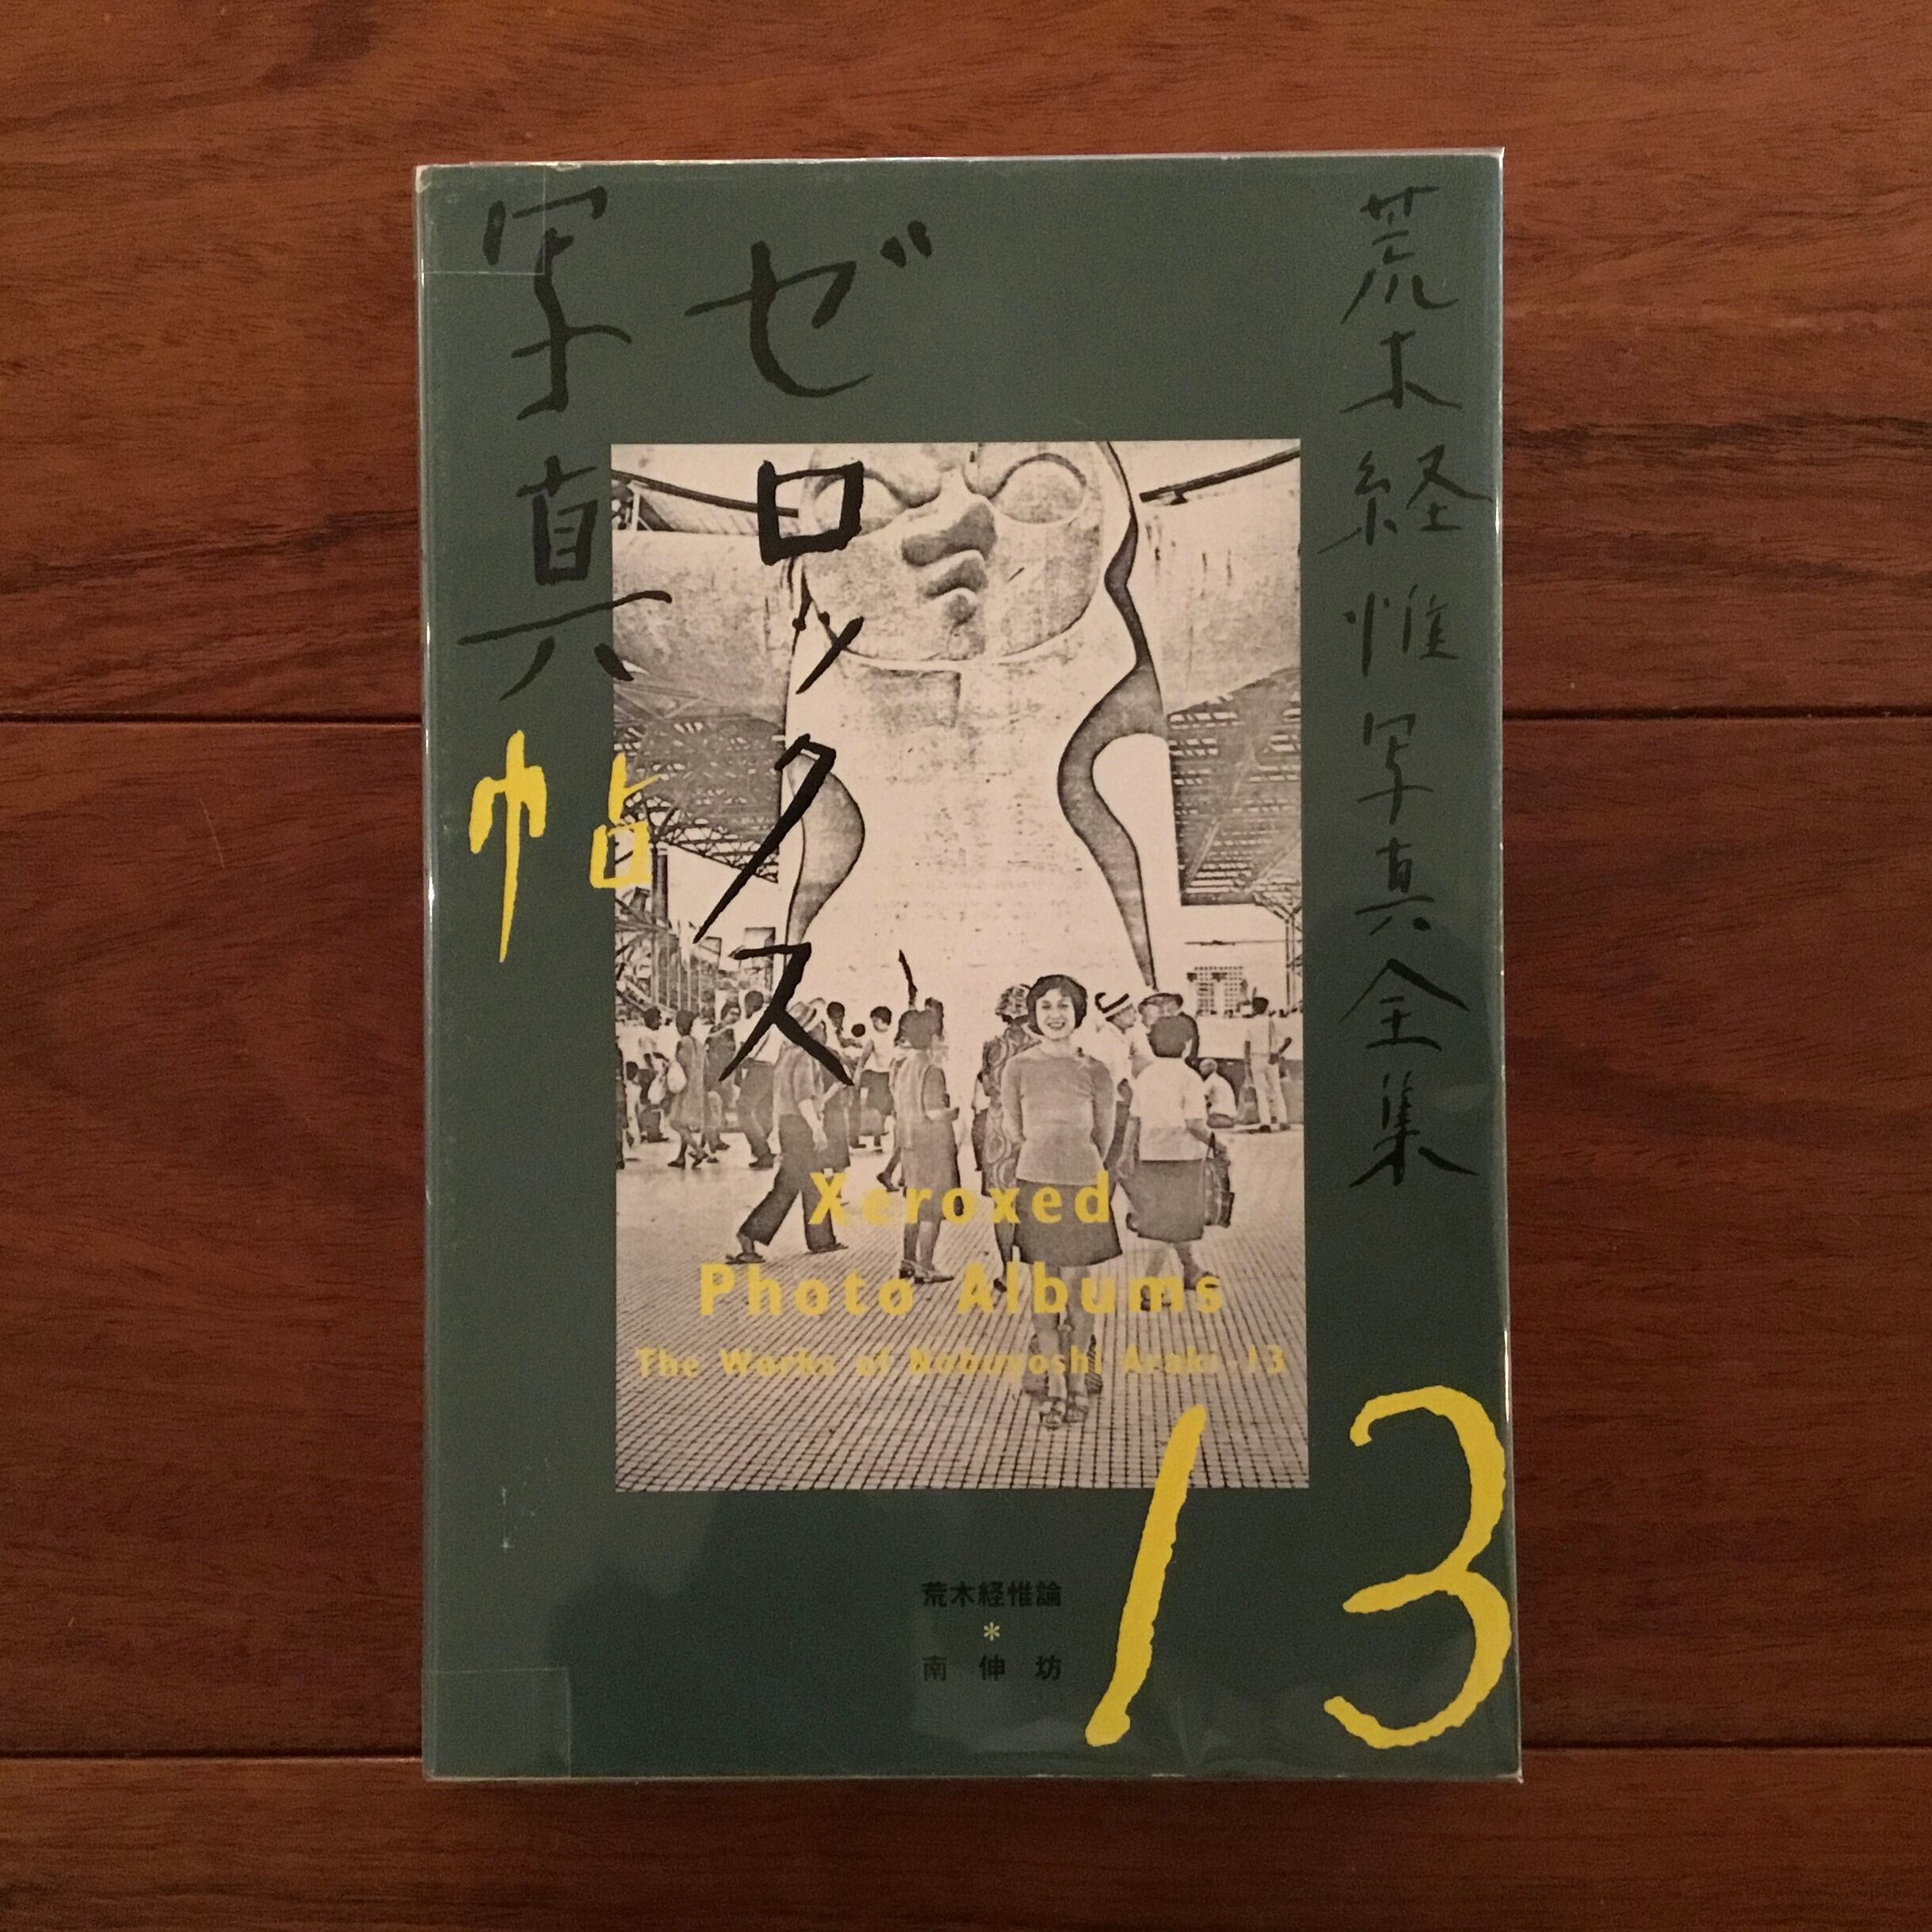 荒木経惟写真全集
ゼロックス
写真帖
Xeroxed
Photo Albums
The Works of Nobuyoshi Araki-13
13
荒木経惟論
*
南伸坊